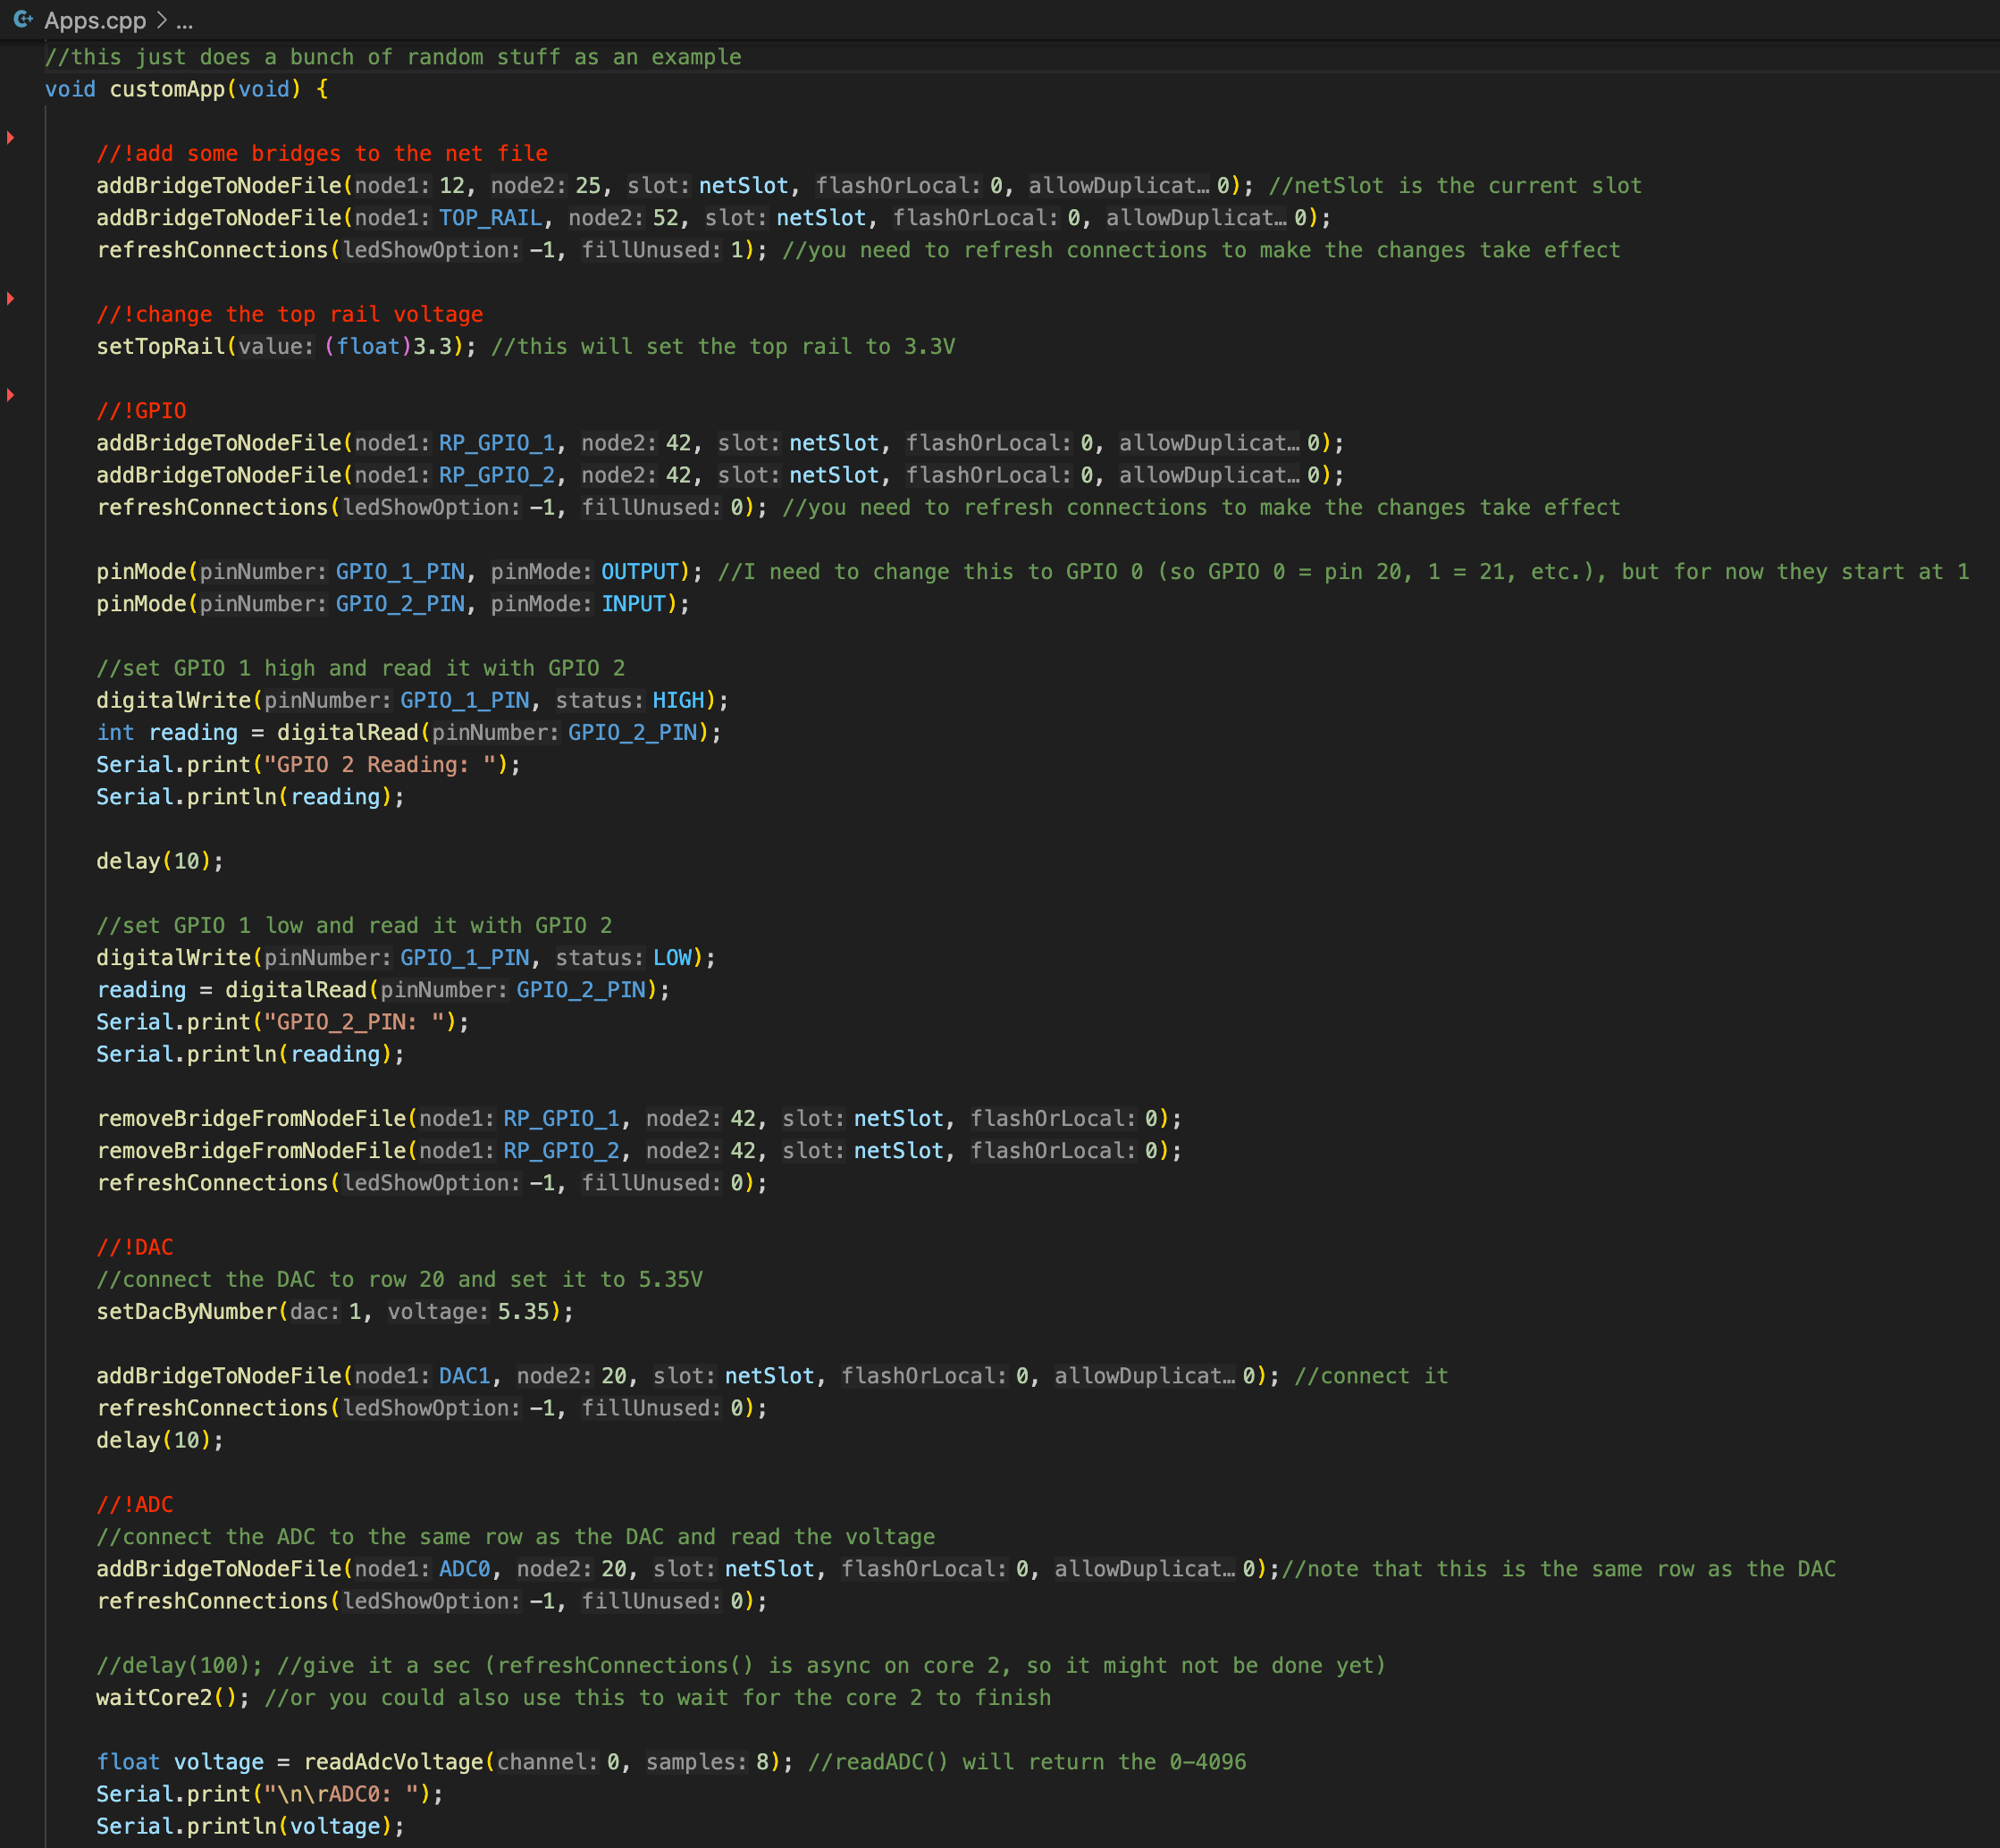 Apps.cpp > ...
//this just does a bunch of random stuff as an example
void customApp(void) {
//!add some bridges to the net file
addBridgeToNodeFile(node1: 12, node2: 25, slot: netSlot, flashOrLocal: 0, allowDuplicat… 0); //netSlot is the current slot
addBridgeToNodeFile(node1: TOP_RAIL, node2: 52, slot: netSlot, flashOrLocal: 0, allowDuplicat… 0);
refreshConnections(ledShowOption: -1, fillUnused: 1); //you need to refresh connections to make the changes take effect
//!change the top rail voltage
setTopRail(value: (float)3.3); //this will set the top rail to 3.3V
//!GPIO
addBridgeToNodeFile(node1: RP_GPIO_1, node2: 42, slot: netSlot, flashOrLocal: 0, allowDuplicat… 0);
addBridgeToNodeFile(node1: RP_GPIO_2, node2: 42, slot: netSlot, flashOrLocal: 0, allowDuplicat… 0);
refreshConnections(ledShowOption: -1, fillUnused: 0); //you need to refresh connections to make the changes take effect
pinMode(pinNumber: GPIO_1_PIN, pinMode: OUTPUT); //I need to change this to GPIO 0 (so GPIO 0 = pin 20, 1 = 21, etc.), but for now they start at 1
pinMode(pinNumber: GPIO_2_PIN, pinMode: INPUT);
//set GPIO 1 high and read it with GPIO 2
digitalWrite(pinNumber: GPIO_1_PIN, status: HIGH);
int reading = digitalRead(pinNumber: GPIO_2_PIN);
Serial.print("GPIO 2 Reading: ");
Serial.println(reading);
delay(10);
//set GPIO 1 low and read it with GPIO 2
digitalWrite(pinNumber: GPIO_1_PIN, status: LOW);
reading = digitalRead(pinNumber: GPIO_2_PIN);
Serial.print("GPIO_2_PIN: ");
Serial.println(reading);
removeBridgeFromNodeFile(node1: RP_GPIO_1, node2: 42, slot: netSlot, flashOrLocal: 0);
removeBridgeFromNodeFile(node1: RP_GPIO_2, node2: 42, slot: netSlot, flashOrLocal: 0);
refreshConnections(ledShowOption: -1, fillUnused: 0);
//!DAC
//connect the DAC to row 20 and set it to 5.35V
setDacByNumber(dac: 1, voltage: 5.35);
addBridgeToNodeFile(node1: DAC1, node2: 20, slot: netSlot, flashOrLocal: 0, allowDuplicat… 0); //connect it
refreshConnections(ledShowOption: -1, fillUnused: 0);
delay(10);
//!ADC
//connect the ADC to the same row as the DAC and read the voltage
addBridgeToNodeFile(node1: ADC0, node2: 20, slot: netSlot, flashOrLocal: 0, allowDuplicat… 0);//note that this is the same row as the DAC
refreshConnections(ledShowOption: -1, fillUnused: 0);
//delay(100); //give it a sec (refreshConnections() is async on core 2, so it might not be done yet)
waitCore2(); //or you could also use this to wait for the core 2 to finish
float voltage = readAdcVoltage(channel: 0, samples: 8); //readADC() will return the 0-4096
Serial.print("\n\rADC0: ");
Serial.println(voltage);